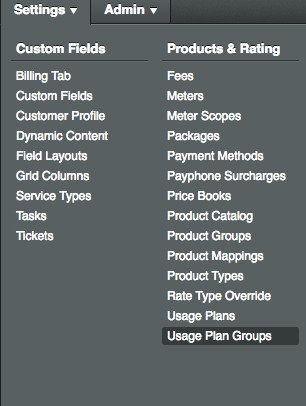 Settings ▼ Admin ▼
Custom Fields
Billing Tab
Custom Fields
Customer Profile
Dynamic Content
Field Layouts
Grid Columns
Service Types
Tasks
Tickets
Products & Rating
Fees
Meters
Meter Scopes
Packages
Payment Methods
Payphone Surcharges
Price Books
Product Catalog
Product Groups
Product Mappings
Product Types
Rate Type Override
Usage Plans
Usage Plan Groups